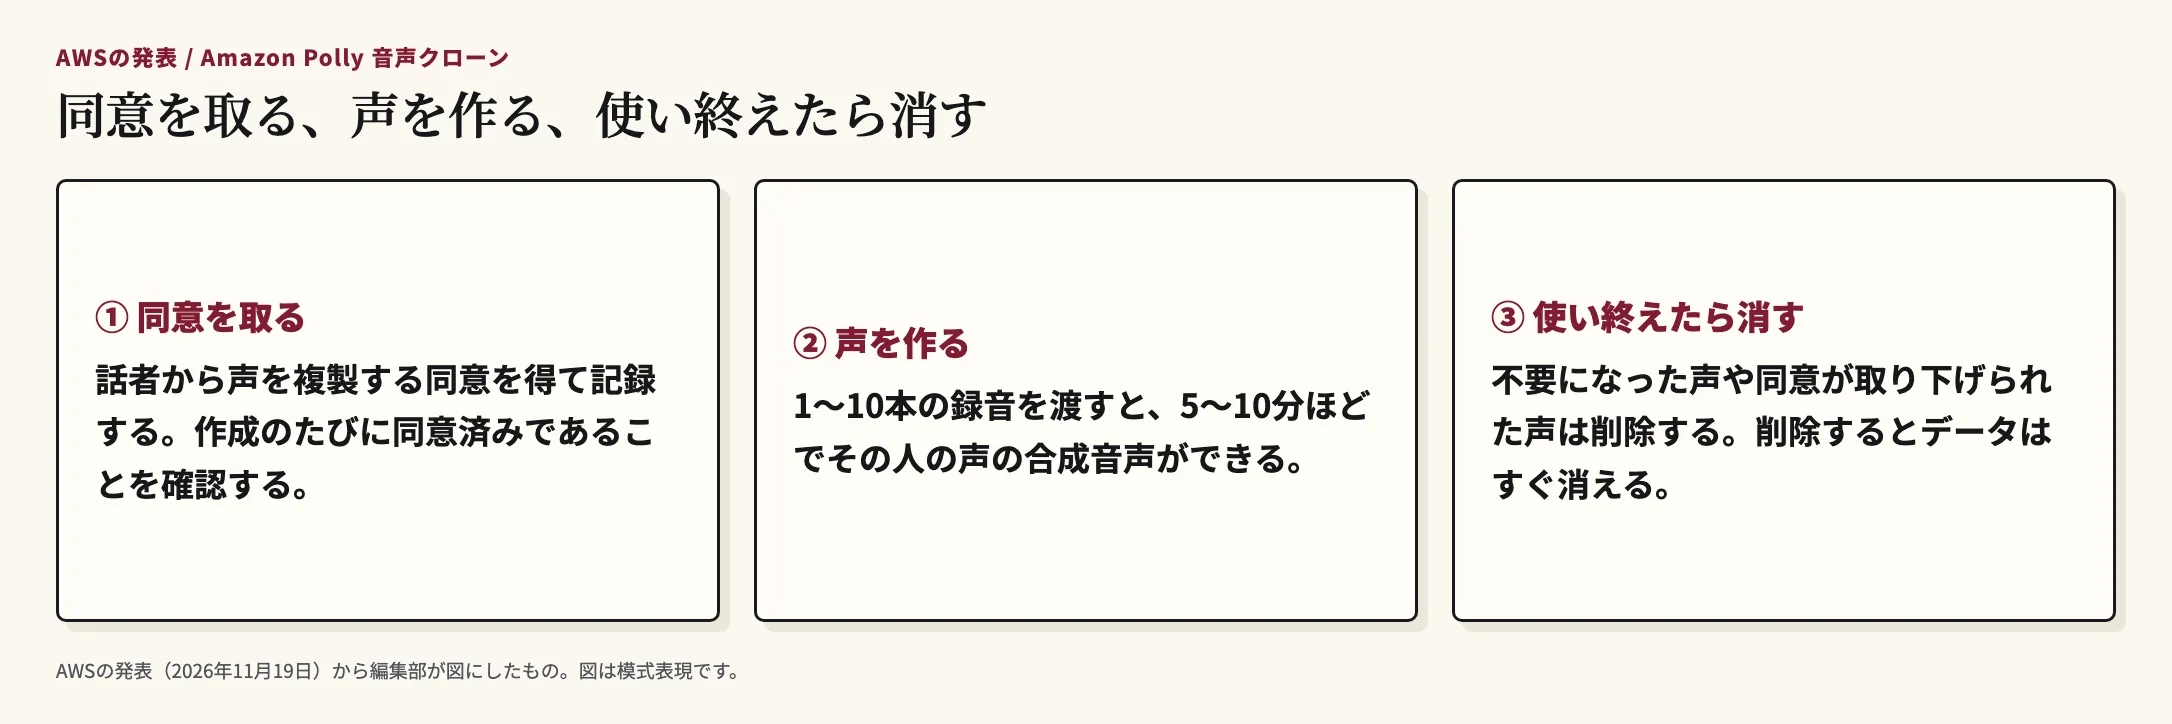 AWSの発表 / Amazon Polly 音声クローン
同意を取る、声を作る、使い終えたら消す
① 同意を取る
話者から声を複製する同意を得て記録
する。作成のたびに同意済みであるこ
とを確認する。
② 声を作る
1〜10本の録音を渡すと、5〜10分ほど
でその人の声の合成音声ができる。
③ 使い終えたら消す
不要になった声や同意が取り下げられ
た声は削除する。削除するとデータは
すぐ消える。
AWSの発表（2026年11月19日）から編集部が図にしたもの。図は模式表現です。